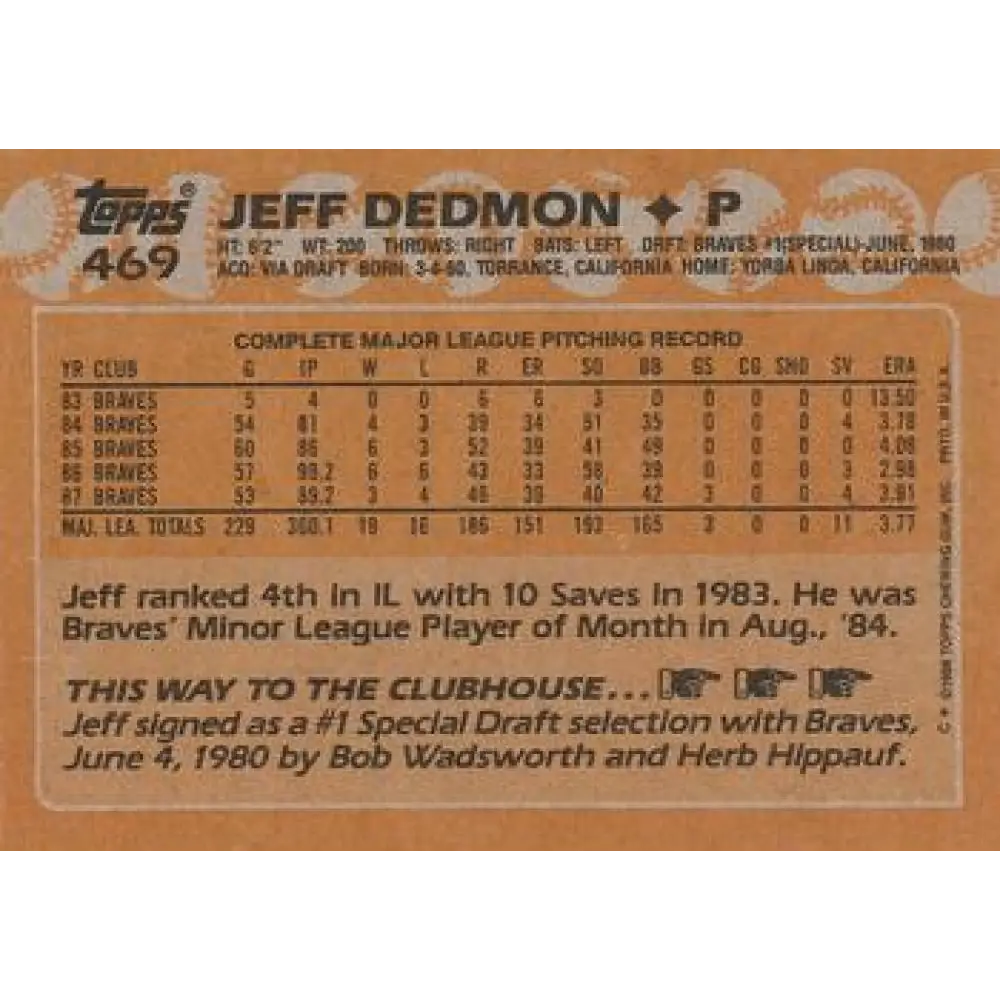 topps®
469
JEFF DEDMON ✦ P
HT: 6'2" WT: 200 THROWS: RIGHT BATS: LEFT DRFT: BRAVES #1(SPECIAL)-JUNE, 1980
ACQ: VIA DRAFT BORN: 3-4-60, TORRANCE, CALIFORNIA HOME: YORBA LINDA, CALIFORNIA
COMPLETE MAJOR LEAGUE PITCHING RECORD
YR CLUB G IP W L R ER SO BB GS CG SHO SV ERA
83 BRAVES 5 4 0 0 6 6 3 0 0 0 0 0 13.50
84 BRAVES 54 81 4 3 39 34 51 35 0 0 0 4 3.78
85 BRAVES 60 86 6 3 52 39 41 49 0 0 0 0 4.08
86 BRAVES 57 99.2 6 6 43 33 58 39 0 0 0 3 2.98
87 BRAVES 53 89.2 3 4 46 39 40 42 3 0 0 4 3.91
MAJ. LEA. TOTALS 229 360.1 19 16 186 151 193 165 3 0 0 11 3.77
Jeff ranked 4th in IL with 10 Saves in 1983. He was
Braves' Minor League Player of Month in Aug., '84.
THIS WAY TO THE CLUBHOUSE...
Jeff signed as a #1 Special Draft selection with Braves,
June 4, 1980 by Bob Wadsworth and Herb Hippauf.
C * ©1988 TOPPS CHEWING GUM, INC. PRTD. IN U.S.A.